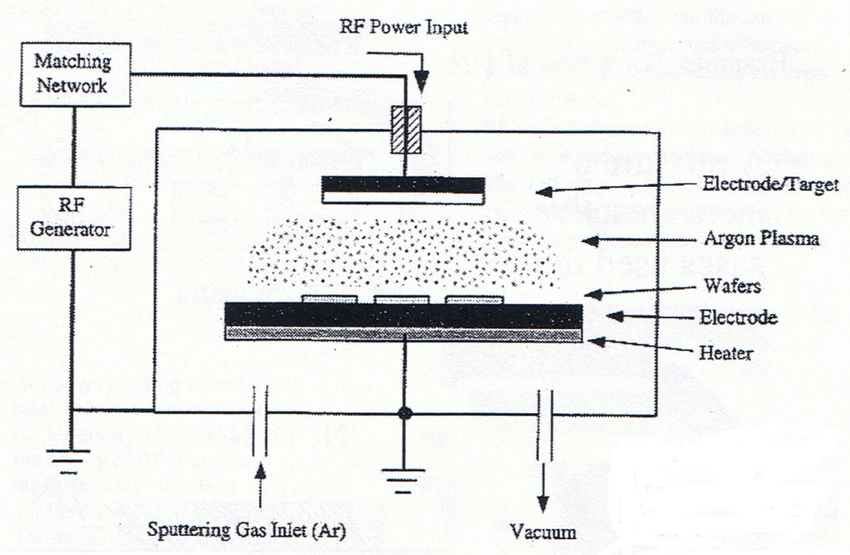 RF Power Input
Matching
Network
RF
Generator
Electrode/Target
Argon Plasma
Wafers
Electrode
Heater
Sputtering Gas Inlet (Ar)
Vacuum